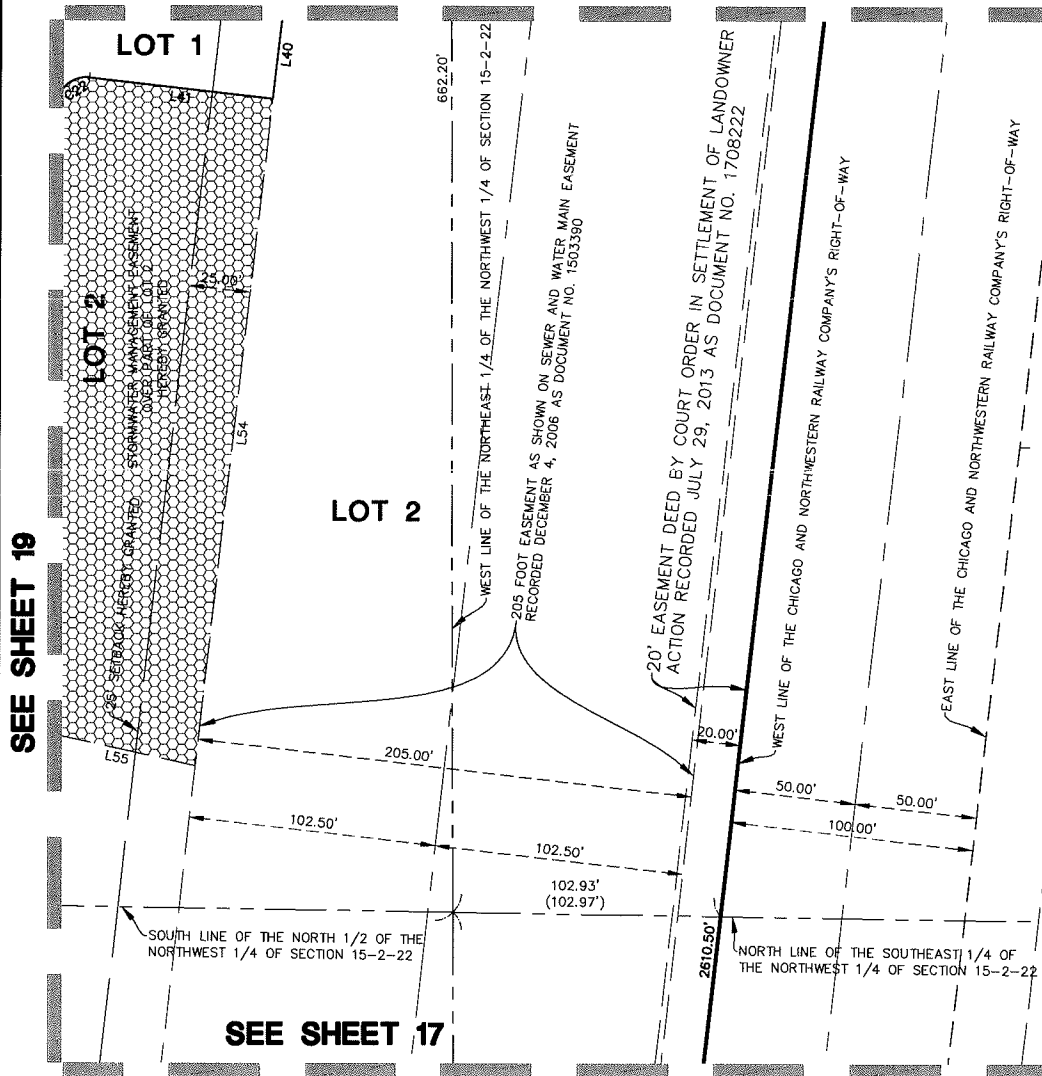 LOT 1
L40
C22
L41
662.20'
WEST LINE OF THE NORTHEAST 1/4 OF THE NORTHWEST 1/4 OF SECTION 15-2-22
205 FOOT EASEMENT AS SHOWN ON SEWER AND WATER MAIN EASEMENT
RECORDED DECEMBER 4, 2006 AS DOCUMENT NO. 1503390
20' EASEMENT DEED BY COURT ORDER IN SETTLEMENT OF LANDOWNER
ACTION RECORDED JULY 29, 2013 AS DOCUMENT NO. 1708222
WEST LINE OF THE CHICAGO AND NORTHWESTERN RAILWAY COMPANY'S RIGHT-OF-WAY
EAST LINE OF THE CHICAGO AND NORTHWESTERN RAILWAY COMPANY'S RIGHT-OF-WAY
LOT 2
STORMWATER MANAGEMENT EASEMENT
OVER PART OF LOT 2
HEREBY GRANTED
25.00'
L54
25' SETBACK HEREBY GRANTED
LOT 2
SEE SHEET 19
L55
205.00'
20.00'
50.00'
50.00'
100.00'
102.50'
102.50'
102.93'
(102.97')
SOUTH LINE OF THE NORTH 1/2 OF THE
NORTHWEST 1/4 OF SECTION 15-2-22
2610.50'
NORTH LINE OF THE SOUTHEAST 1/4 OF
THE NORTHWEST 1/4 OF SECTION 15-2-22
SEE SHEET 17